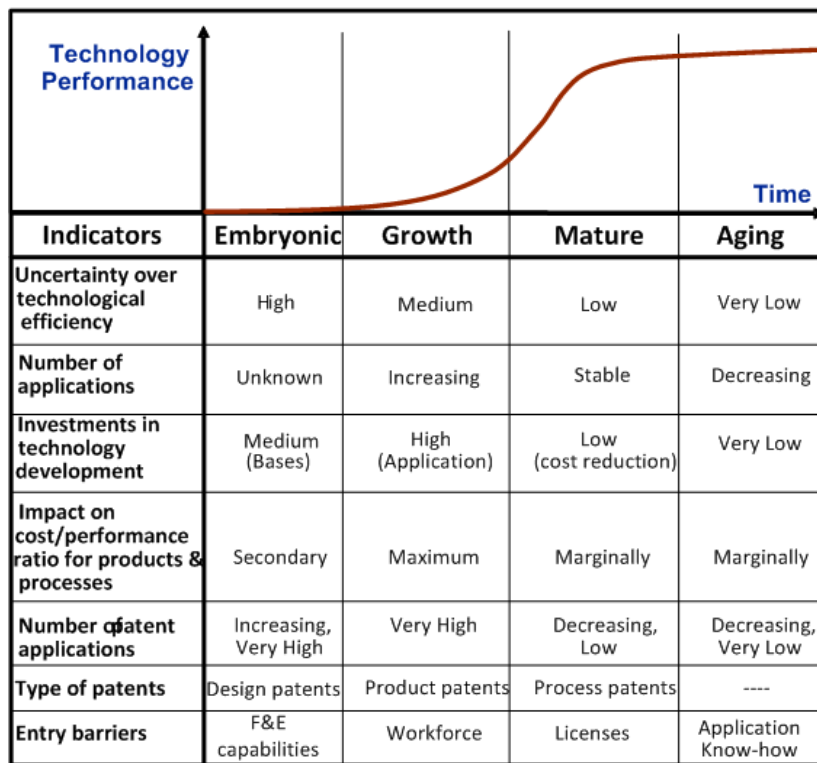 Technology
Performance
Time
Indicators Embryonic Growth Mature Aging
Uncertainty over
technological
efficiency
High Medium Low Very Low
Number of
applications
Unknown Increasing Stable Decreasing
Investments in
technology
development
Medium
(Bases)
High
(Application)
Low
(cost reduction)
Very Low
Impact on
cost/performance
ratio for products &
processes
Secondary Maximum Marginally Marginally
Number of patent
applications
Increasing,
Very High
Very High
Decreasing,
Low
Decreasing,
Very Low
Type of patents Design patents Product patents Process patents ----
Entry barriers
F&E
capabilities
Workforce
Licenses
Application
Know-how